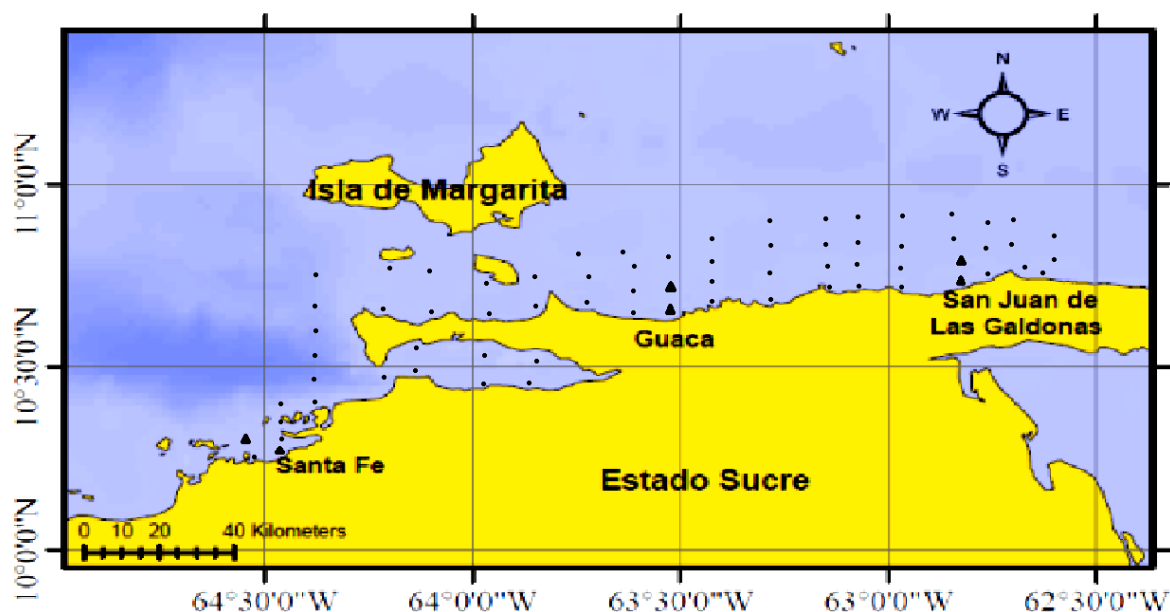 N
W E
S
Isla de Margarita
San Juan de
Las Galdonas
Guaca
Santa Fe
Estado Sucre
0 10 20 40 Kilometers
11°0'0"N
10°30'0"N
10°0'0"N
64°30'0"W 64°0'0"W 63°30'0"W 63°0'0"W 62°30'0"W